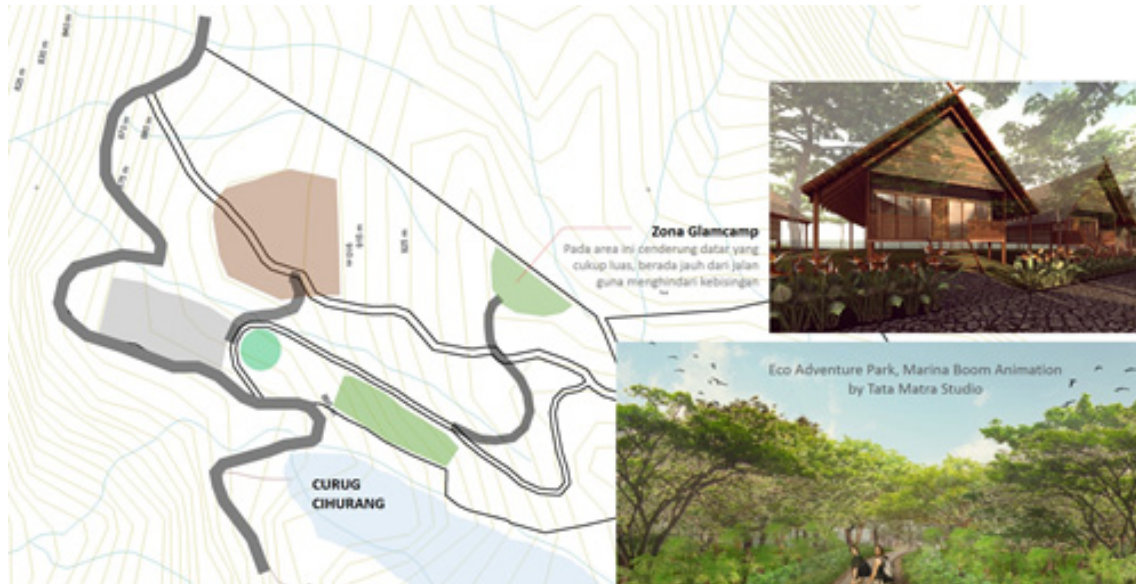 Zona Glamcamp
Pada area ini cenderung datar yang
cukup luas, berada jauh dari jalan
guna menghindari kebisingan
Eco Adventure Park, Marina Boom Animation
by Tata Matra Studio
CURUG
CIHURANG
925 m